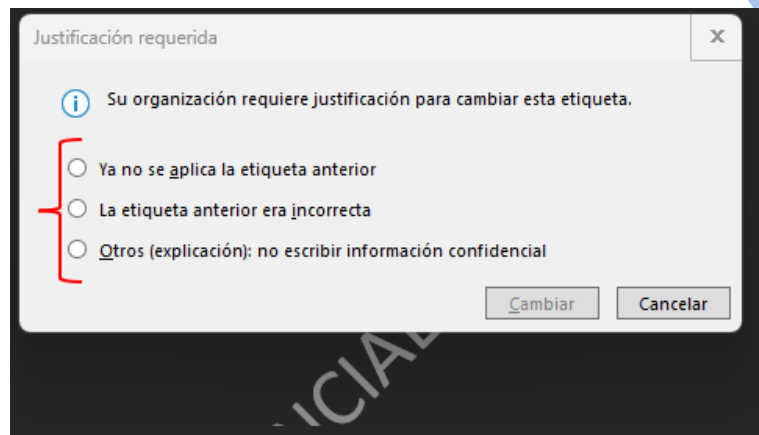 Justificación requerida
x
Su organización requiere justificación para cambiar esta etiqueta.
Ya no se aplica la etiqueta anterior
La etiqueta anterior era incorrecta
Otros (explicación): no escribir información confidencial
Cambiar
Cancelar
NCIAL